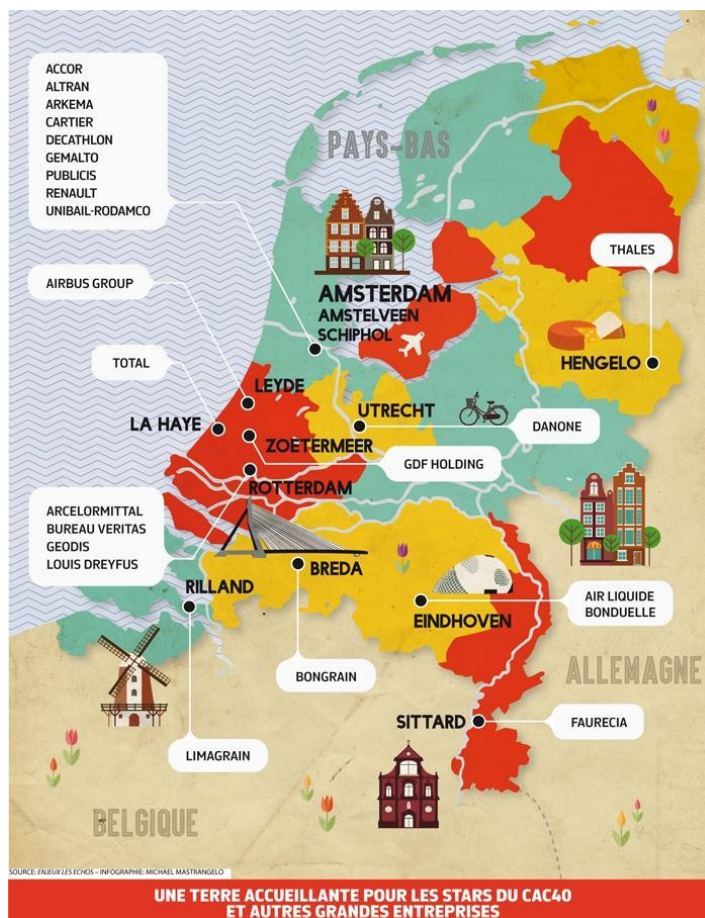 ACCOR
ALTRAN
ARKEMA
CARTIER
DECATHLON
GEMALTO
PUBLICIS
RENAULT
UNIBAIL-RODAMCO
PAYS-BAS
THALES
AIRBUS GROUP
AMSTERDAM
AMSTELVEEN
SCHIPHOL
HENGELO
TOTAL
LEYDE
LA HAYE
UTRECHT
DANONE
ZOETERMEER
GDF HOLDING
ROTTERDAM
ARCELORMITTAL
BUREAU VERITAS
GEODIS
LOUIS DREYFUS
BREDA
RILLAND
EINDHOVEN
AIR LIQUIDE
BONDUELLE
BONGRAIN
ALLEMAGNE
SITTARD
FAURECIA
LIMAGRAIN
BELGIQUE
SOURCE: ENJEUX LES ECHOS – INFOGRAPHIE: MICHAEL MASTRANGELO
UNE TERRE ACCUEILLANTE POUR LES STARS DU CAC40
ET AUTRES GRANDES ENTREPRISES